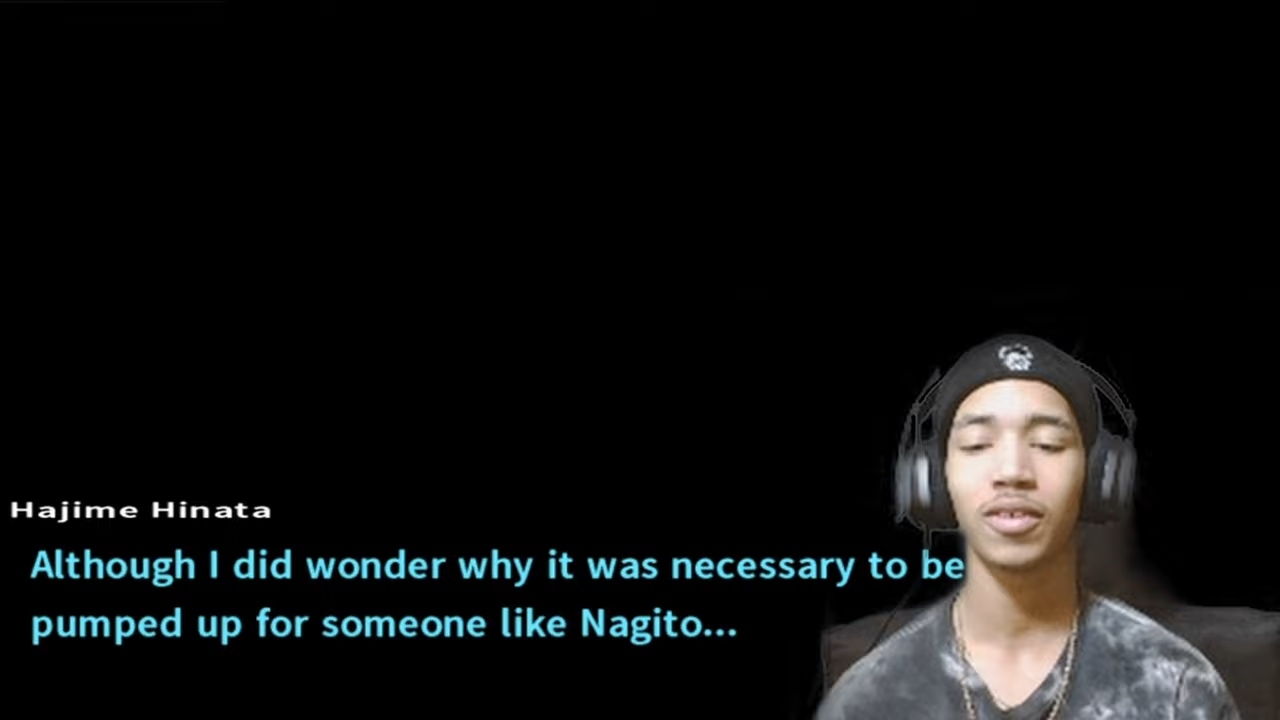 Hajime Hinata
Although I did wonder why it was necessary to be
pumped up for someone like Nagito...